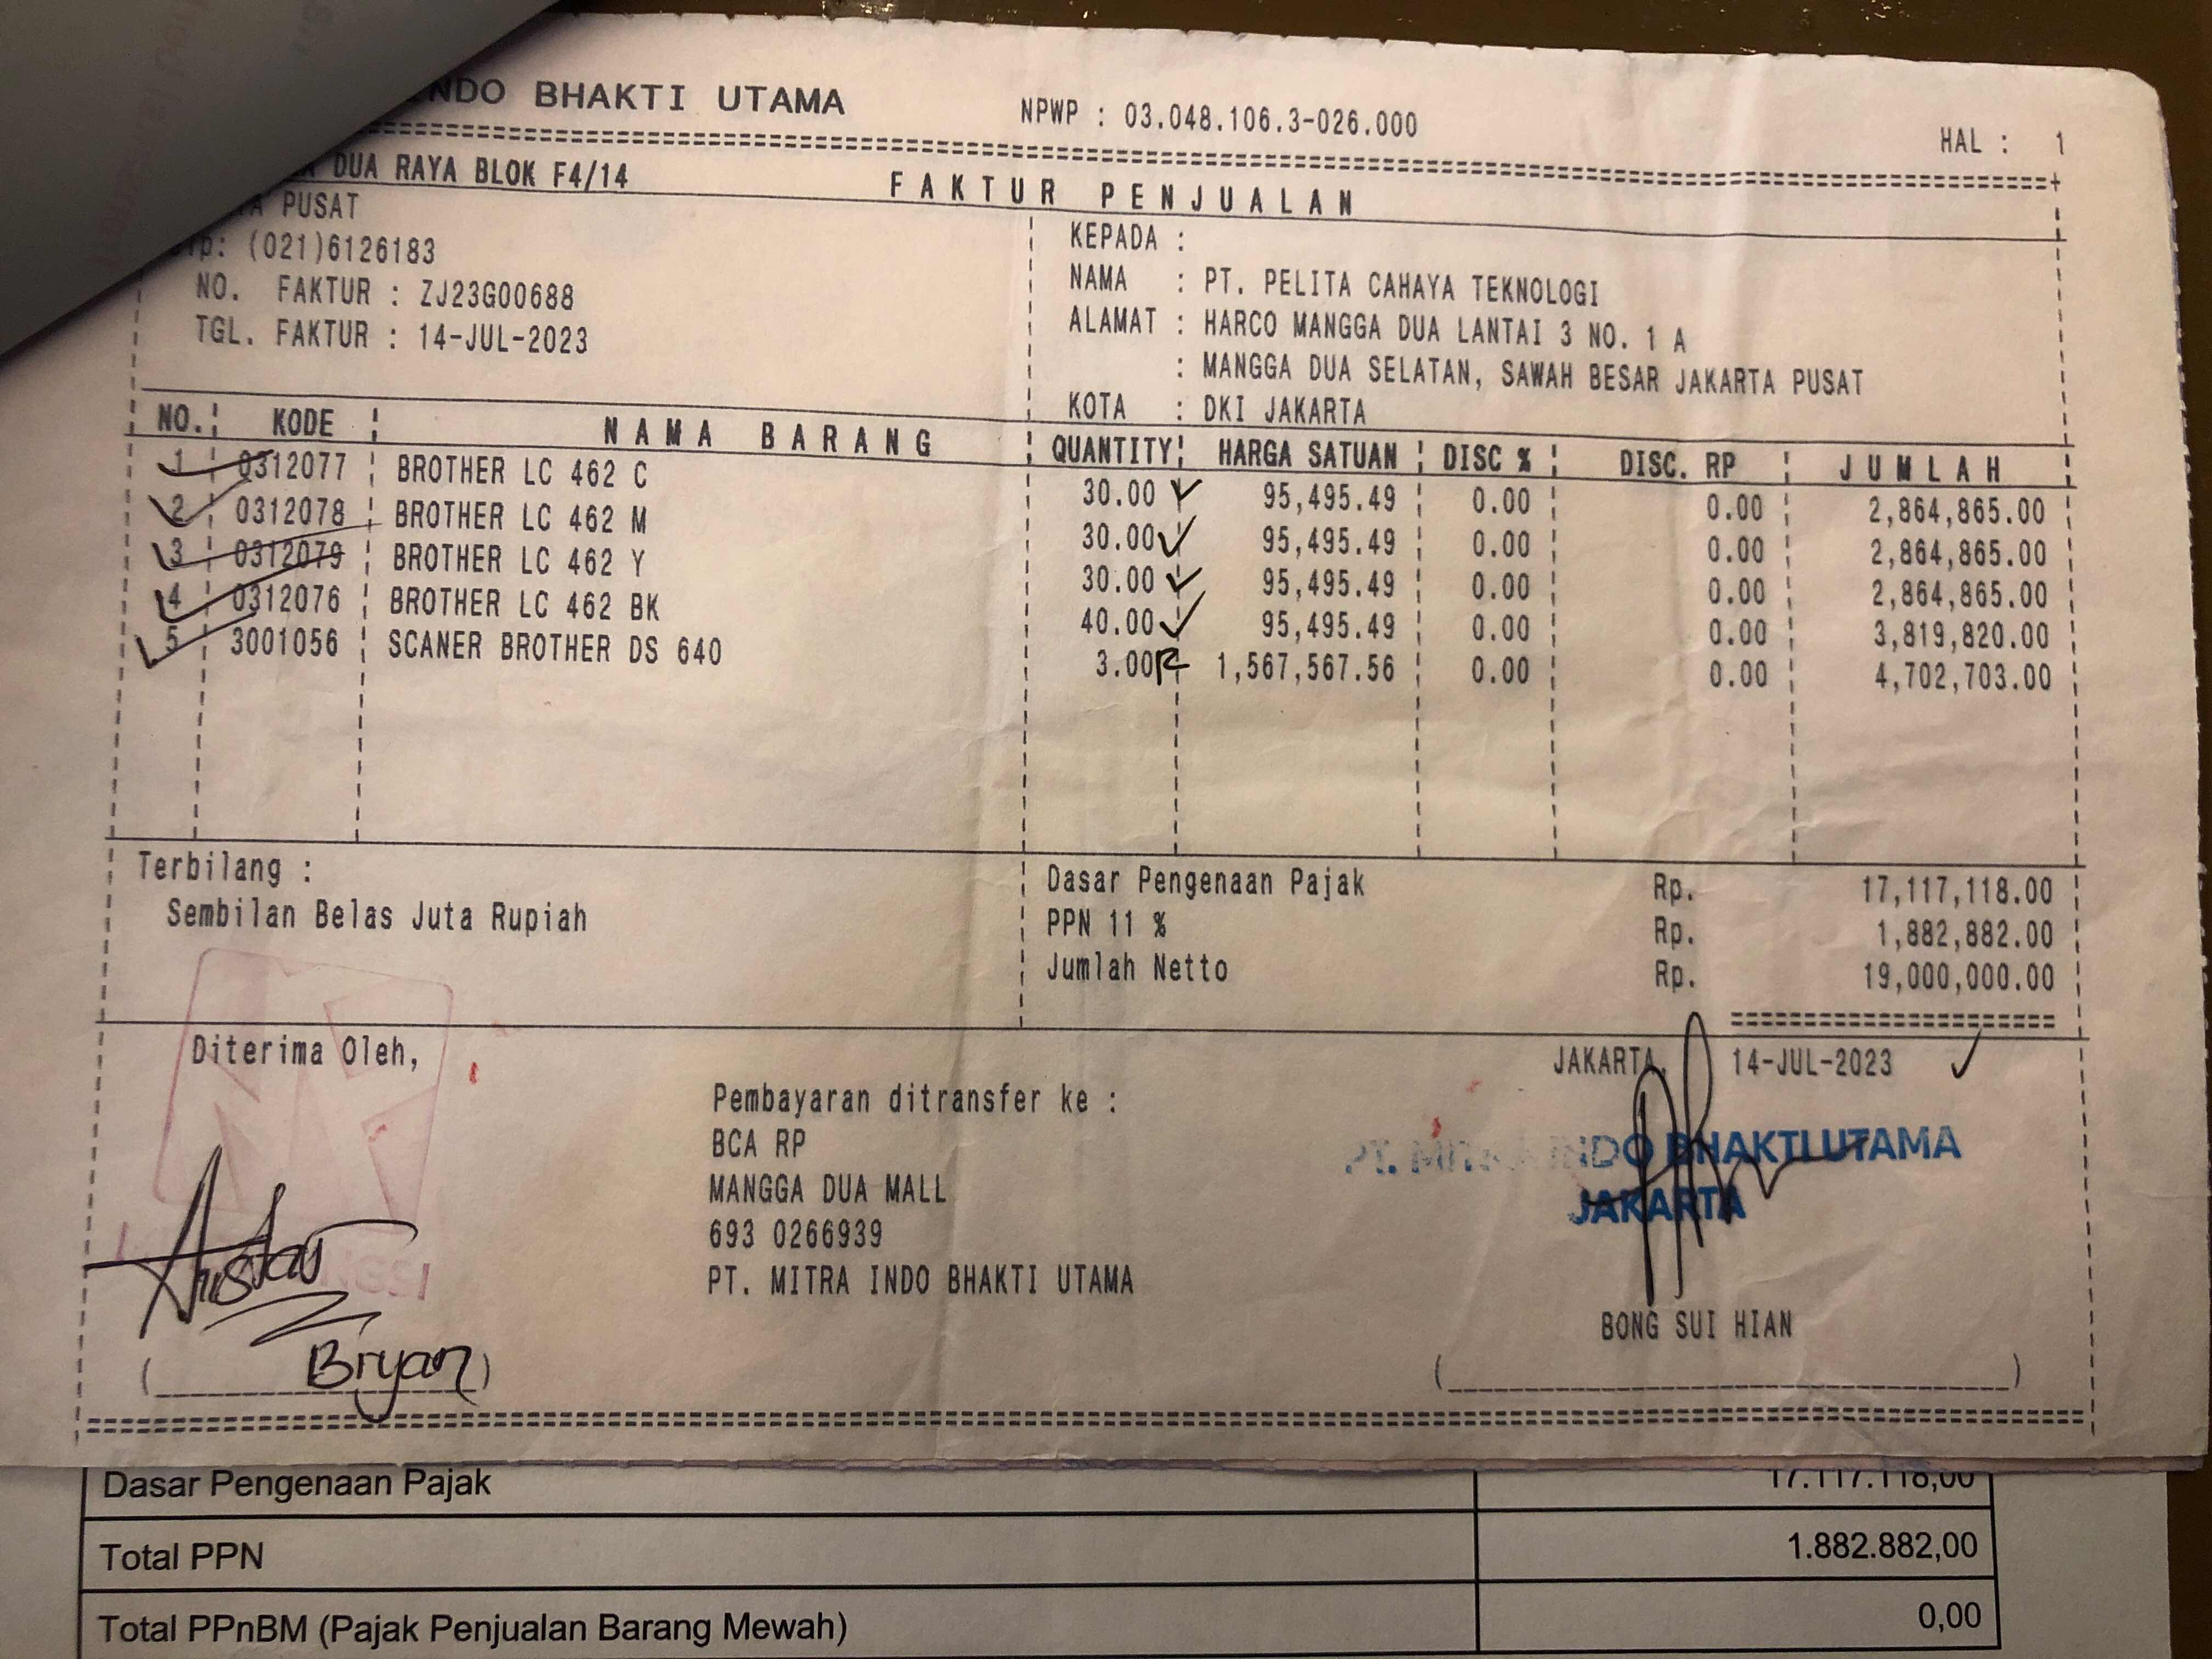 INDO BHAKTI UTAMA NPWP : 03.048.106.3-026.000 HAL : 1
DUA RAYA BLOK F4/14 FAKTUR PENJUALAN
PUSAT
(021)6126183
NO. FAKTUR : ZJ23G00688
TGL. FAKTUR : 14-JUL-2023
KEPADA :
NAMA : PT. PELITA CAHAYA TEKNOLOGI
ALAMAT : HARCO MANGGA DUA LANTAI 3 NO. 1 A
: MANGGA DUA SELATAN, SAWAH BESAR JAKARTA PUSAT
KOTA : DKI JAKARTA
NO. KODE NAMA BARANG QUANTITY HARGA SATUAN DISC % DISC. RP JUMLAH
1 0312077 BROTHER LC 462 C 30.00 95,495.49 0.00 0.00 2,864,865.00
2 0312078 BROTHER LC 462 M 30.00 95,495.49 0.00 0.00 2,864,865.00
3 0312079 BROTHER LC 462 Y 30.00 95,495.49 0.00 0.00 2,864,865.00
4 0312076 BROTHER LC 462 BK 40.00 95,495.49 0.00 0.00 3,819,820.00
5 3001056 SCANER BROTHER DS 640 3.00 1,567,567.56 0.00 0.00 4,702,703.00
Terbilang :
Sembilan Belas Juta Rupiah
Dasar Pengenaan Pajak Rp. 17,117,118.00
PPN 11 % Rp. 1,882,882.00
Jumlah Netto Rp. 19,000,000.00
Diterima Oleh,
Bryan
Pembayaran ditransfer ke :
BCA RP
MANGGA DUA MALL
693 0266939
PT. MITRA INDO BHAKTI UTAMA
JAKARTA, 14-JUL-2023
PT. MITRA INDO BHAKTI UTAMA
JAKARTA
BONG SUI HIAN
Dasar Pengenaan Pajak 17.117.118,00
Total PPN 1.882.882,00
Total PPnBM (Pajak Penjualan Barang Mewah) 0,00